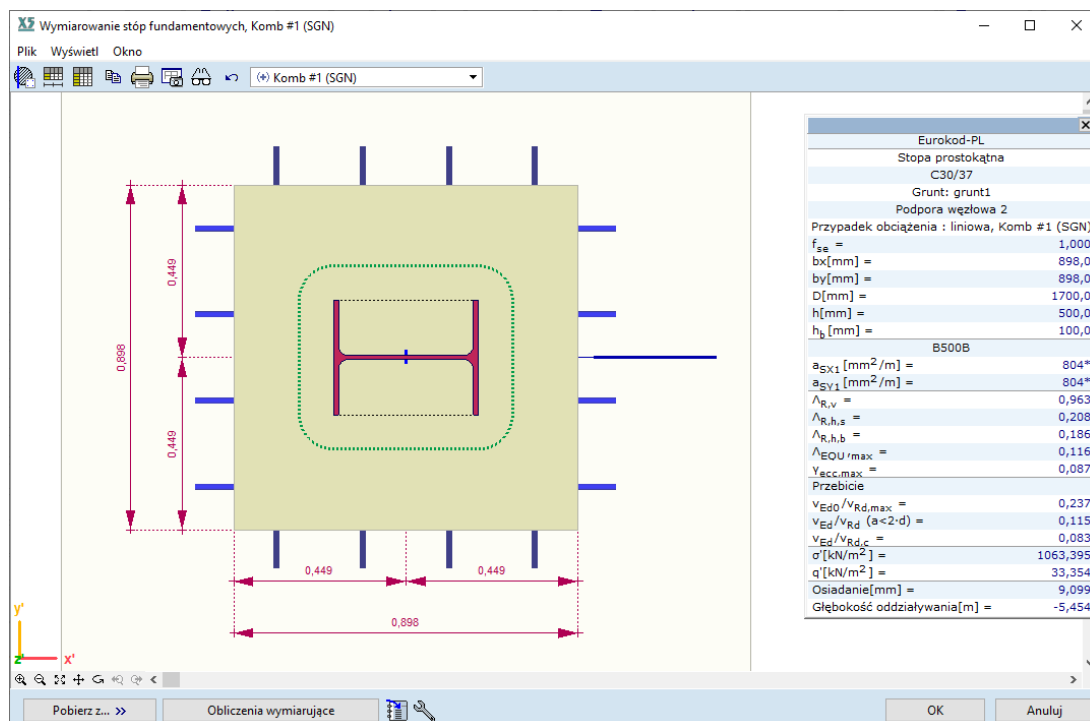 Wymiarowanie stóp fundamentowych, Komb #1 (SGN)
Plik Wyświetl Okno
(+) Komb #1 (SGN)
0,449
0,898
0,449
0,449 0,449
0,898
y'
z' x'
Eurokod-PL
Stopa prostokątna
C30/37
Grunt: grunt1
Podpora węzłowa 2
Przypadek obciążenia : liniowa, Komb #1 (SGN)
fse = 1,000
bx[mm] = 898,0
by[mm] = 898,0
D[mm] = 1700,0
h[mm] = 500,0
hb [mm] = 100,0
B500B
aSX1 [mm²/m] = 804*
aSY1 [mm²/m] = 804*
ΛR,v = 0,963
ΛR,h,s = 0,208
ΛR,h,b = 0,186
ΛEQU,max = 0,116
γecc,max = 0,087
Przebicie
vEd0/vRd,max = 0,237
vEd/vRd (a<2·d) = 0,115
vEd/vRd,c = 0,083
σ'[kN/m²] = 1063,395
q'[kN/m²] = 33,354
Osiadanie[mm] = 9,099
Głębokość oddziaływania[m] = -5,454
Pobierz z... >> Obliczenia wymiarujące OK Anuluj